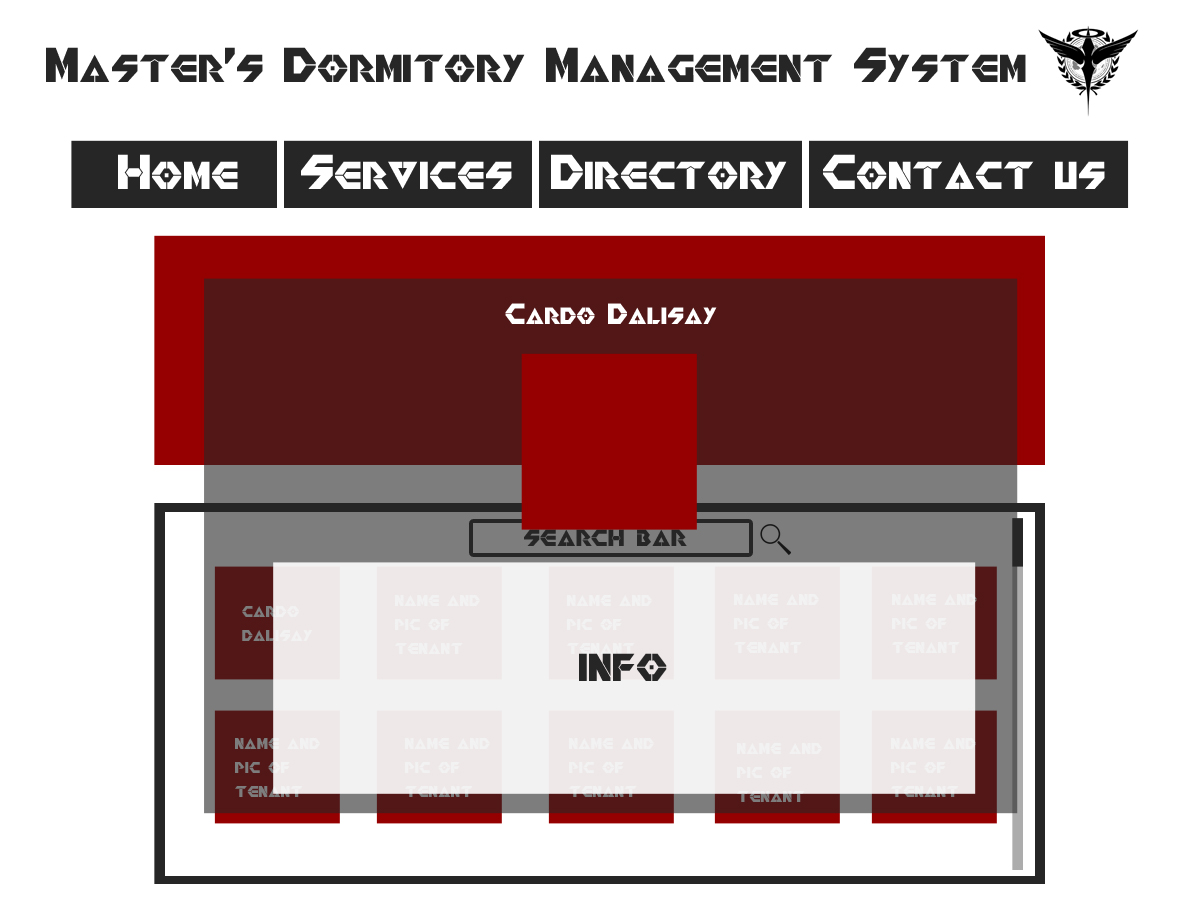 Master's Dormitory Management System
Home Services Directory Contact us
Cardo Dalisay
SEARCH BAR
CARDO
DALISAY
NAME AND
PIC OF
TENANT
NAME AND
PIC OF
TENANT
NAME AND
PIC OF
TENANT
NAME AND
PIC OF
TENANT
INFO
NAME AND
PIC OF
TENANT
NAME AND
PIC OF
TENANT
NAME AND
PIC OF
TENANT
NAME AND
PIC OF
TENANT
NAME AND
PIC OF
TENANT